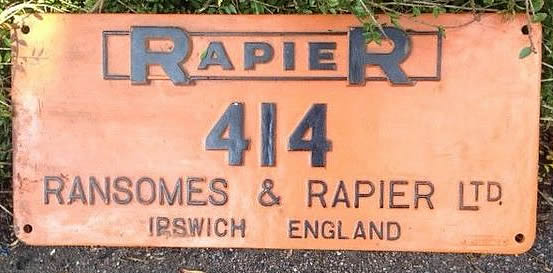 RAPIER
414
RANSOMES & RAPIER LTD.
IPSWICH ENGLAND